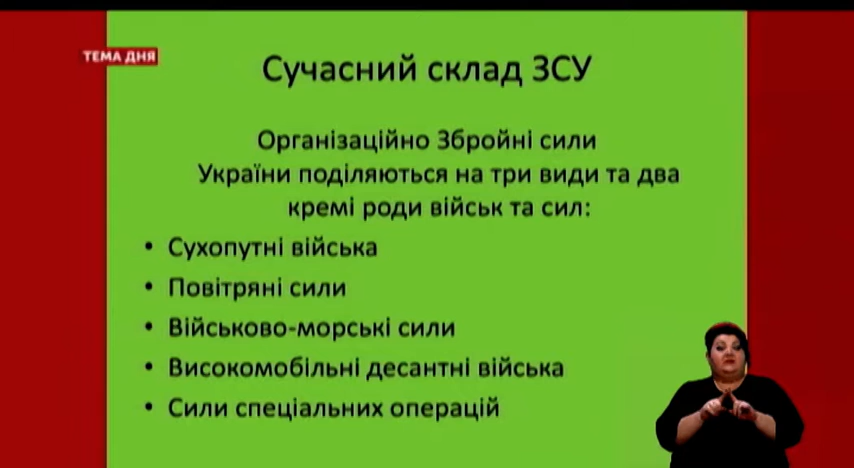 ТЕМА ДНЯ
Сучасний склад ЗСУ
Організаційно Збройні сили
України поділяються на три види та два
кремі роди військ та сил:
• Сухопутні війська
• Повітряні сили
• Військово-морські сили
• Високомобільні десантні війська
• Сили спеціальних операцій